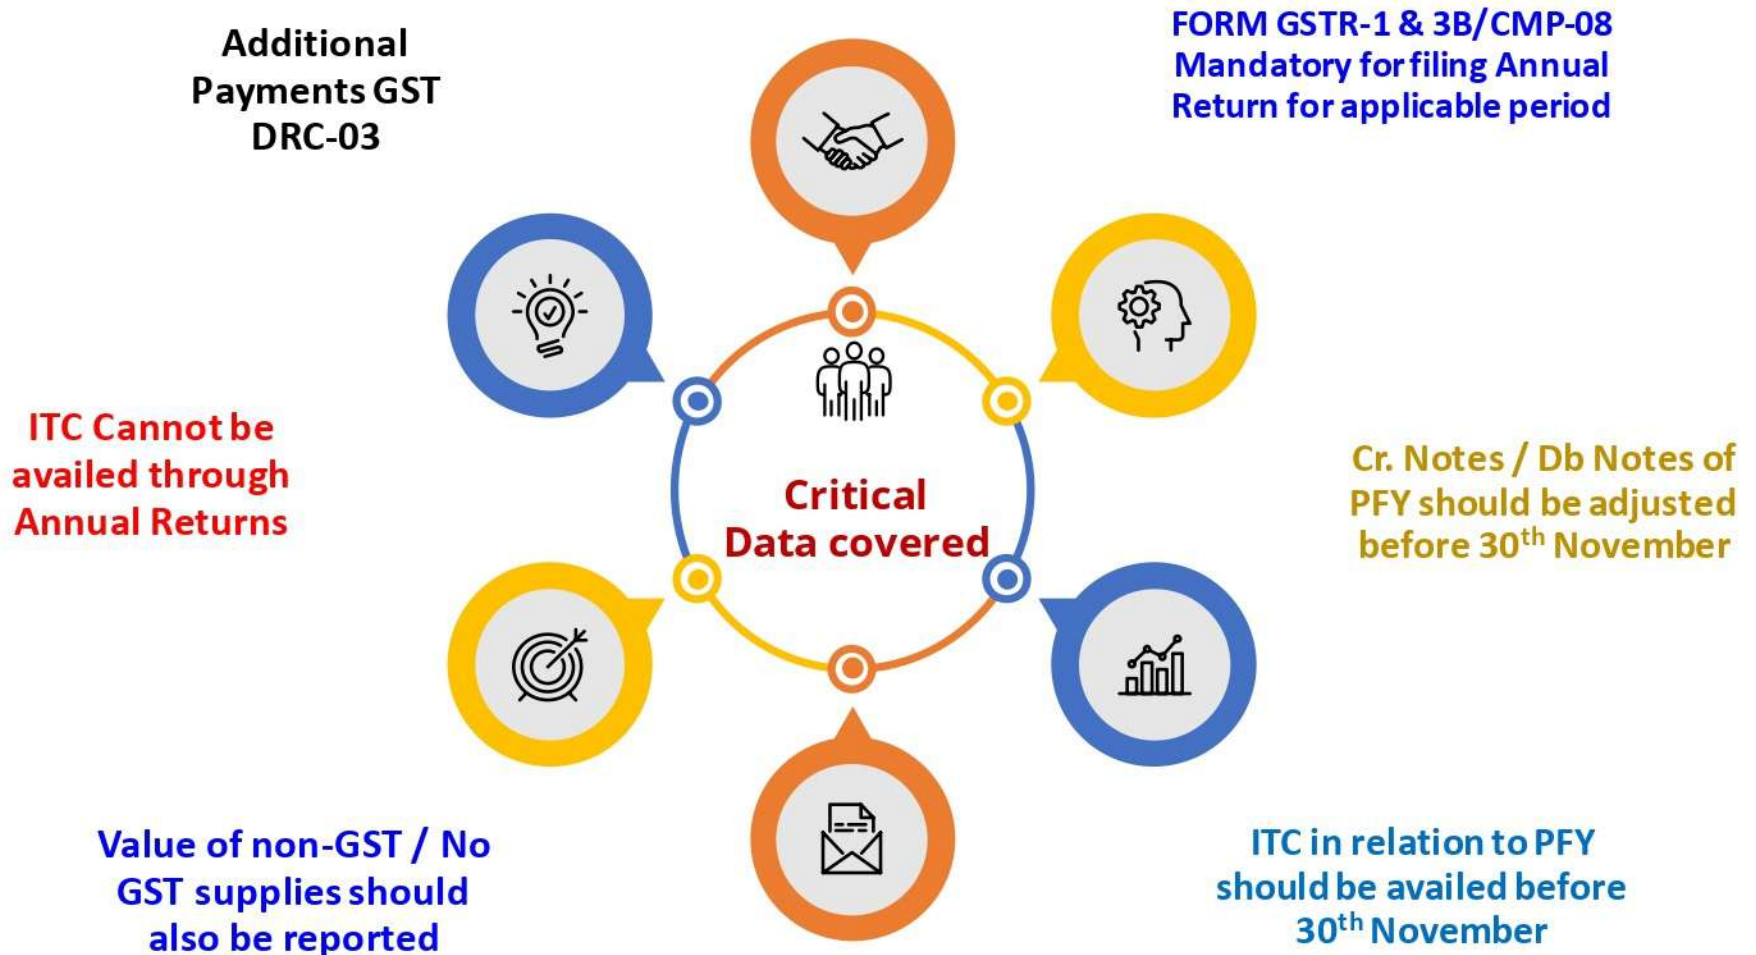 Additional
Payments GST
DRC-03
FORM GSTR-1 & 3B/CMP-08
Mandatory for filing Annual
Return for applicable period
ITC Cannot be
availed through
Annual Returns
Critical
Data covered
Cr. Notes / Db Notes of
PFY should be adjusted
before 30th November
Value of non-GST / No
GST supplies should
also be reported
ITC in relation to PFY
should be availed before
30th November